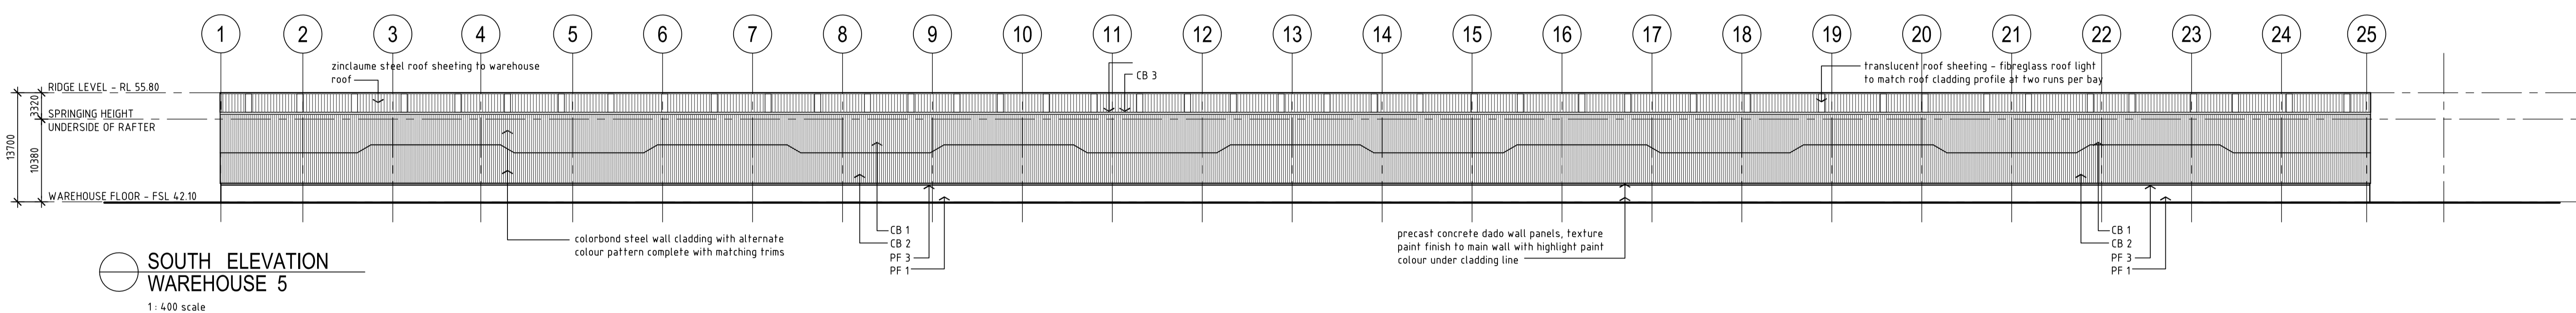 1 2 3 4 5 6 7 8 9 10 11 12 13 14 15 16 17 18 19 20 21 22 23 24 25
zinclaume steel roof sheeting to warehouse
roof
CB 3
translucent roof sheeting - fibreglass roof light
to match roof cladding profile at two runs per bay
RIDGE LEVEL - RL 55.80
3320
SPRINGING HEIGHT
UNDERSIDE OF RAFTER
13700
10380
WAREHOUSE FLOOR - FSL 42.10
colorbond steel wall cladding with alternate
colour pattern complete with matching trims
CB 1
CB 2
PF 3
PF 1
precast concrete dado wall panels, texture
paint finish to main wall with highlight paint
colour under cladding line
CB 1
CB 2
PF 3
PF 1
SOUTH ELEVATION
WAREHOUSE 5
1 : 400 scale